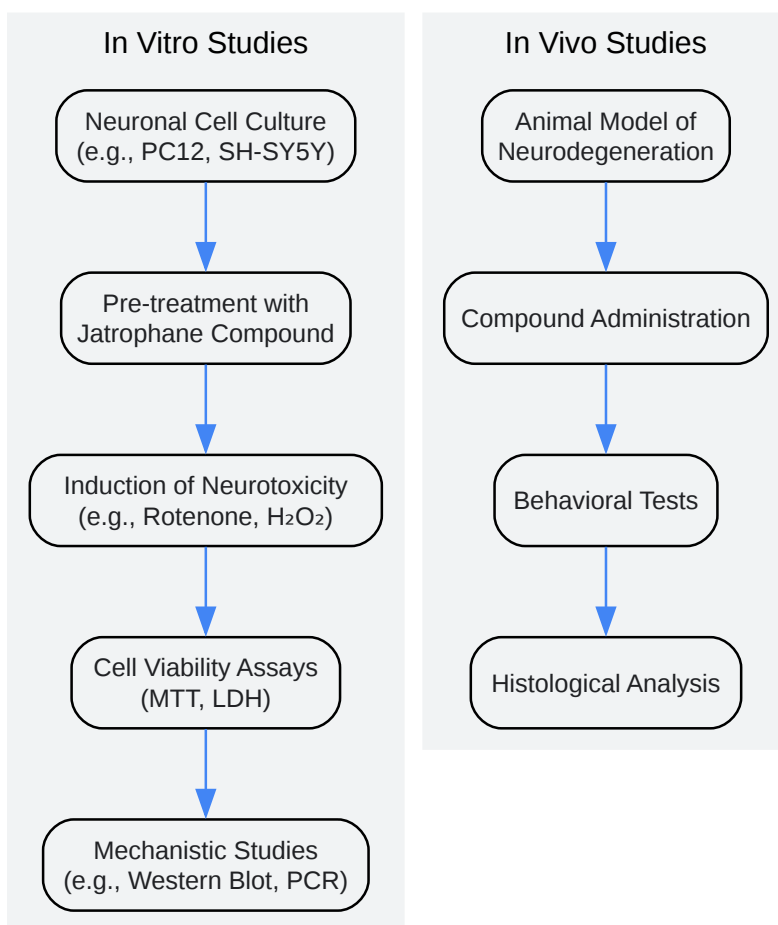 In Vitro Studies
Neuronal Cell Culture
(e.g., PC12, SH-SY5Y)
Pre-treatment with
Jatrophane Compound
Induction of Neurotoxicity
(e.g., Rotenone, H₂O₂)
Cell Viability Assays
(MTT, LDH)
Mechanistic Studies
(e.g., Western Blot, PCR)
In Vivo Studies
Animal Model of
Neurodegeneration
Compound Administration
Behavioral Tests
Histological Analysis